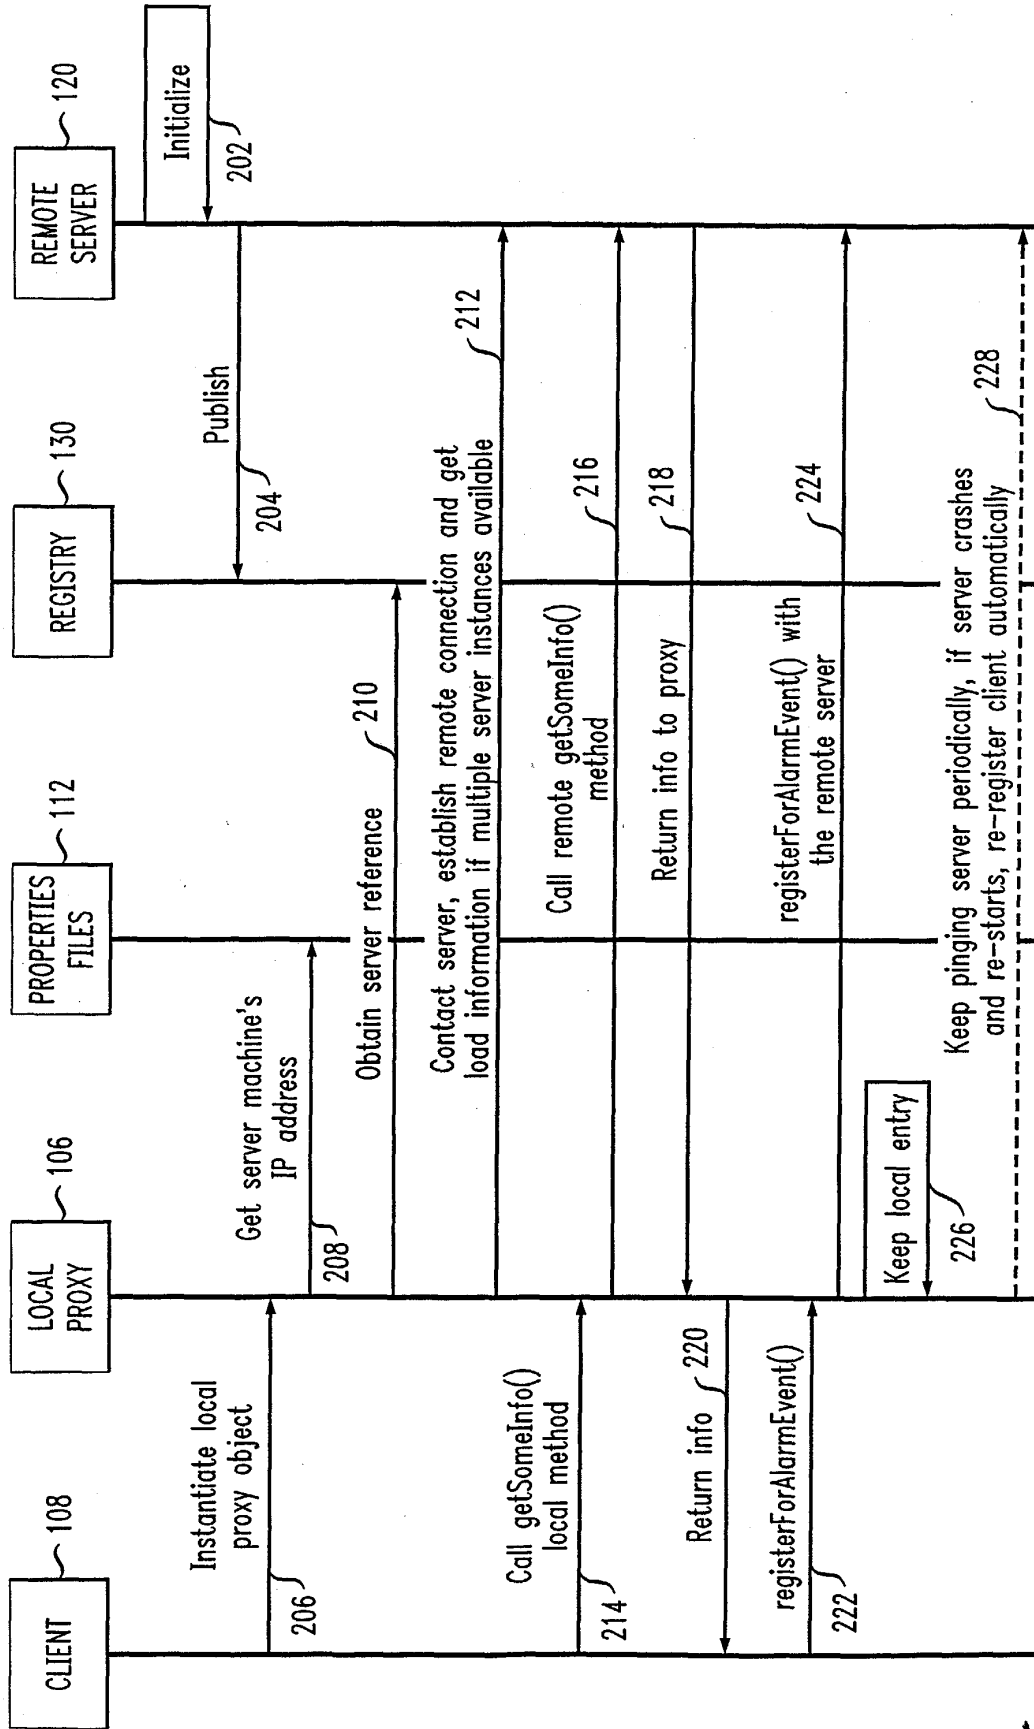 CLIENT
108
LOCAL
PROXY
106
PROPERTIES
FILES
112
REGISTRY
130
REMOTE
SERVER
120
Initialize
202
Publish
204
Instantiate local
proxy object
206
Get server machine's
IP address
208
Obtain server reference
210
Contact server, establish remote connection and get
load information if multiple server instances available
212
Call getSomeInfo()
local method
214
Call remote getSomeInfo()
method
216
Return info to proxy
218
Return info
220
registerForAlarmEvent()
222
registerForAlarmEvent() with
the remote server
224
Keep local entry
226
Keep pinging server periodically, if server crashes
and re-starts, re-register client automatically
228